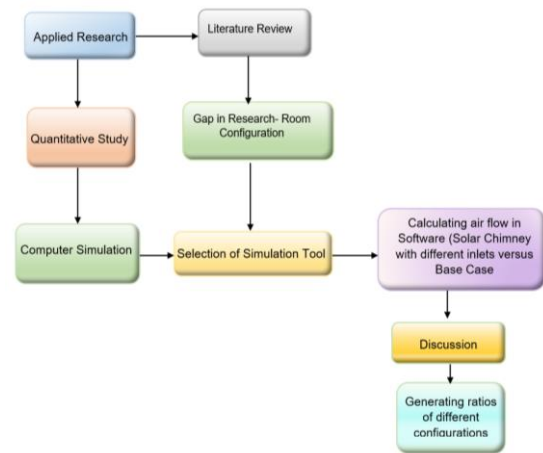 Applied Research
Literature Review
Quantitative Study
Gap in Research- Room
Configuration
Computer Simulation
Selection of Simulation Tool
Calculating air flow in
Software (Solar Chimney
with different inlets versus
Base Case
Discussion
Generating ratios
of different
configurations